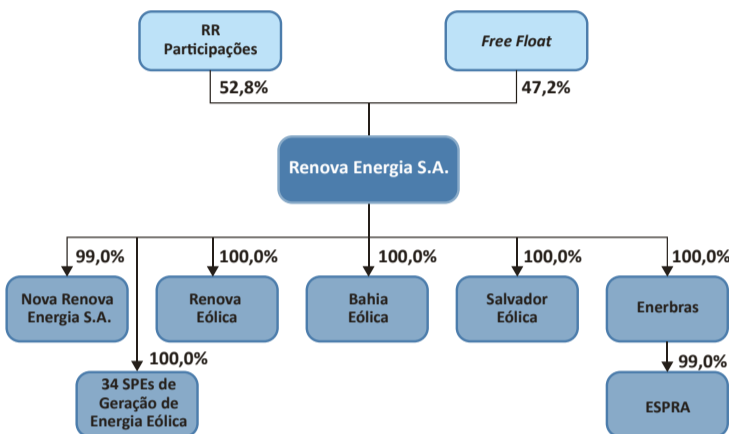 RR
Participações
Free Float
52,8%
47,2%
Renova Energia S.A.
99,0%
100,0%
100,0%
100,0%
100,0%
Nova Renova
Energia S.A.
Renova
Eólica
Bahia
Eólica
Salvador
Eólica
Enerbras
100,0%
99,0%
34 SPEs de
Geração de
Energia Eólica
ESPRA